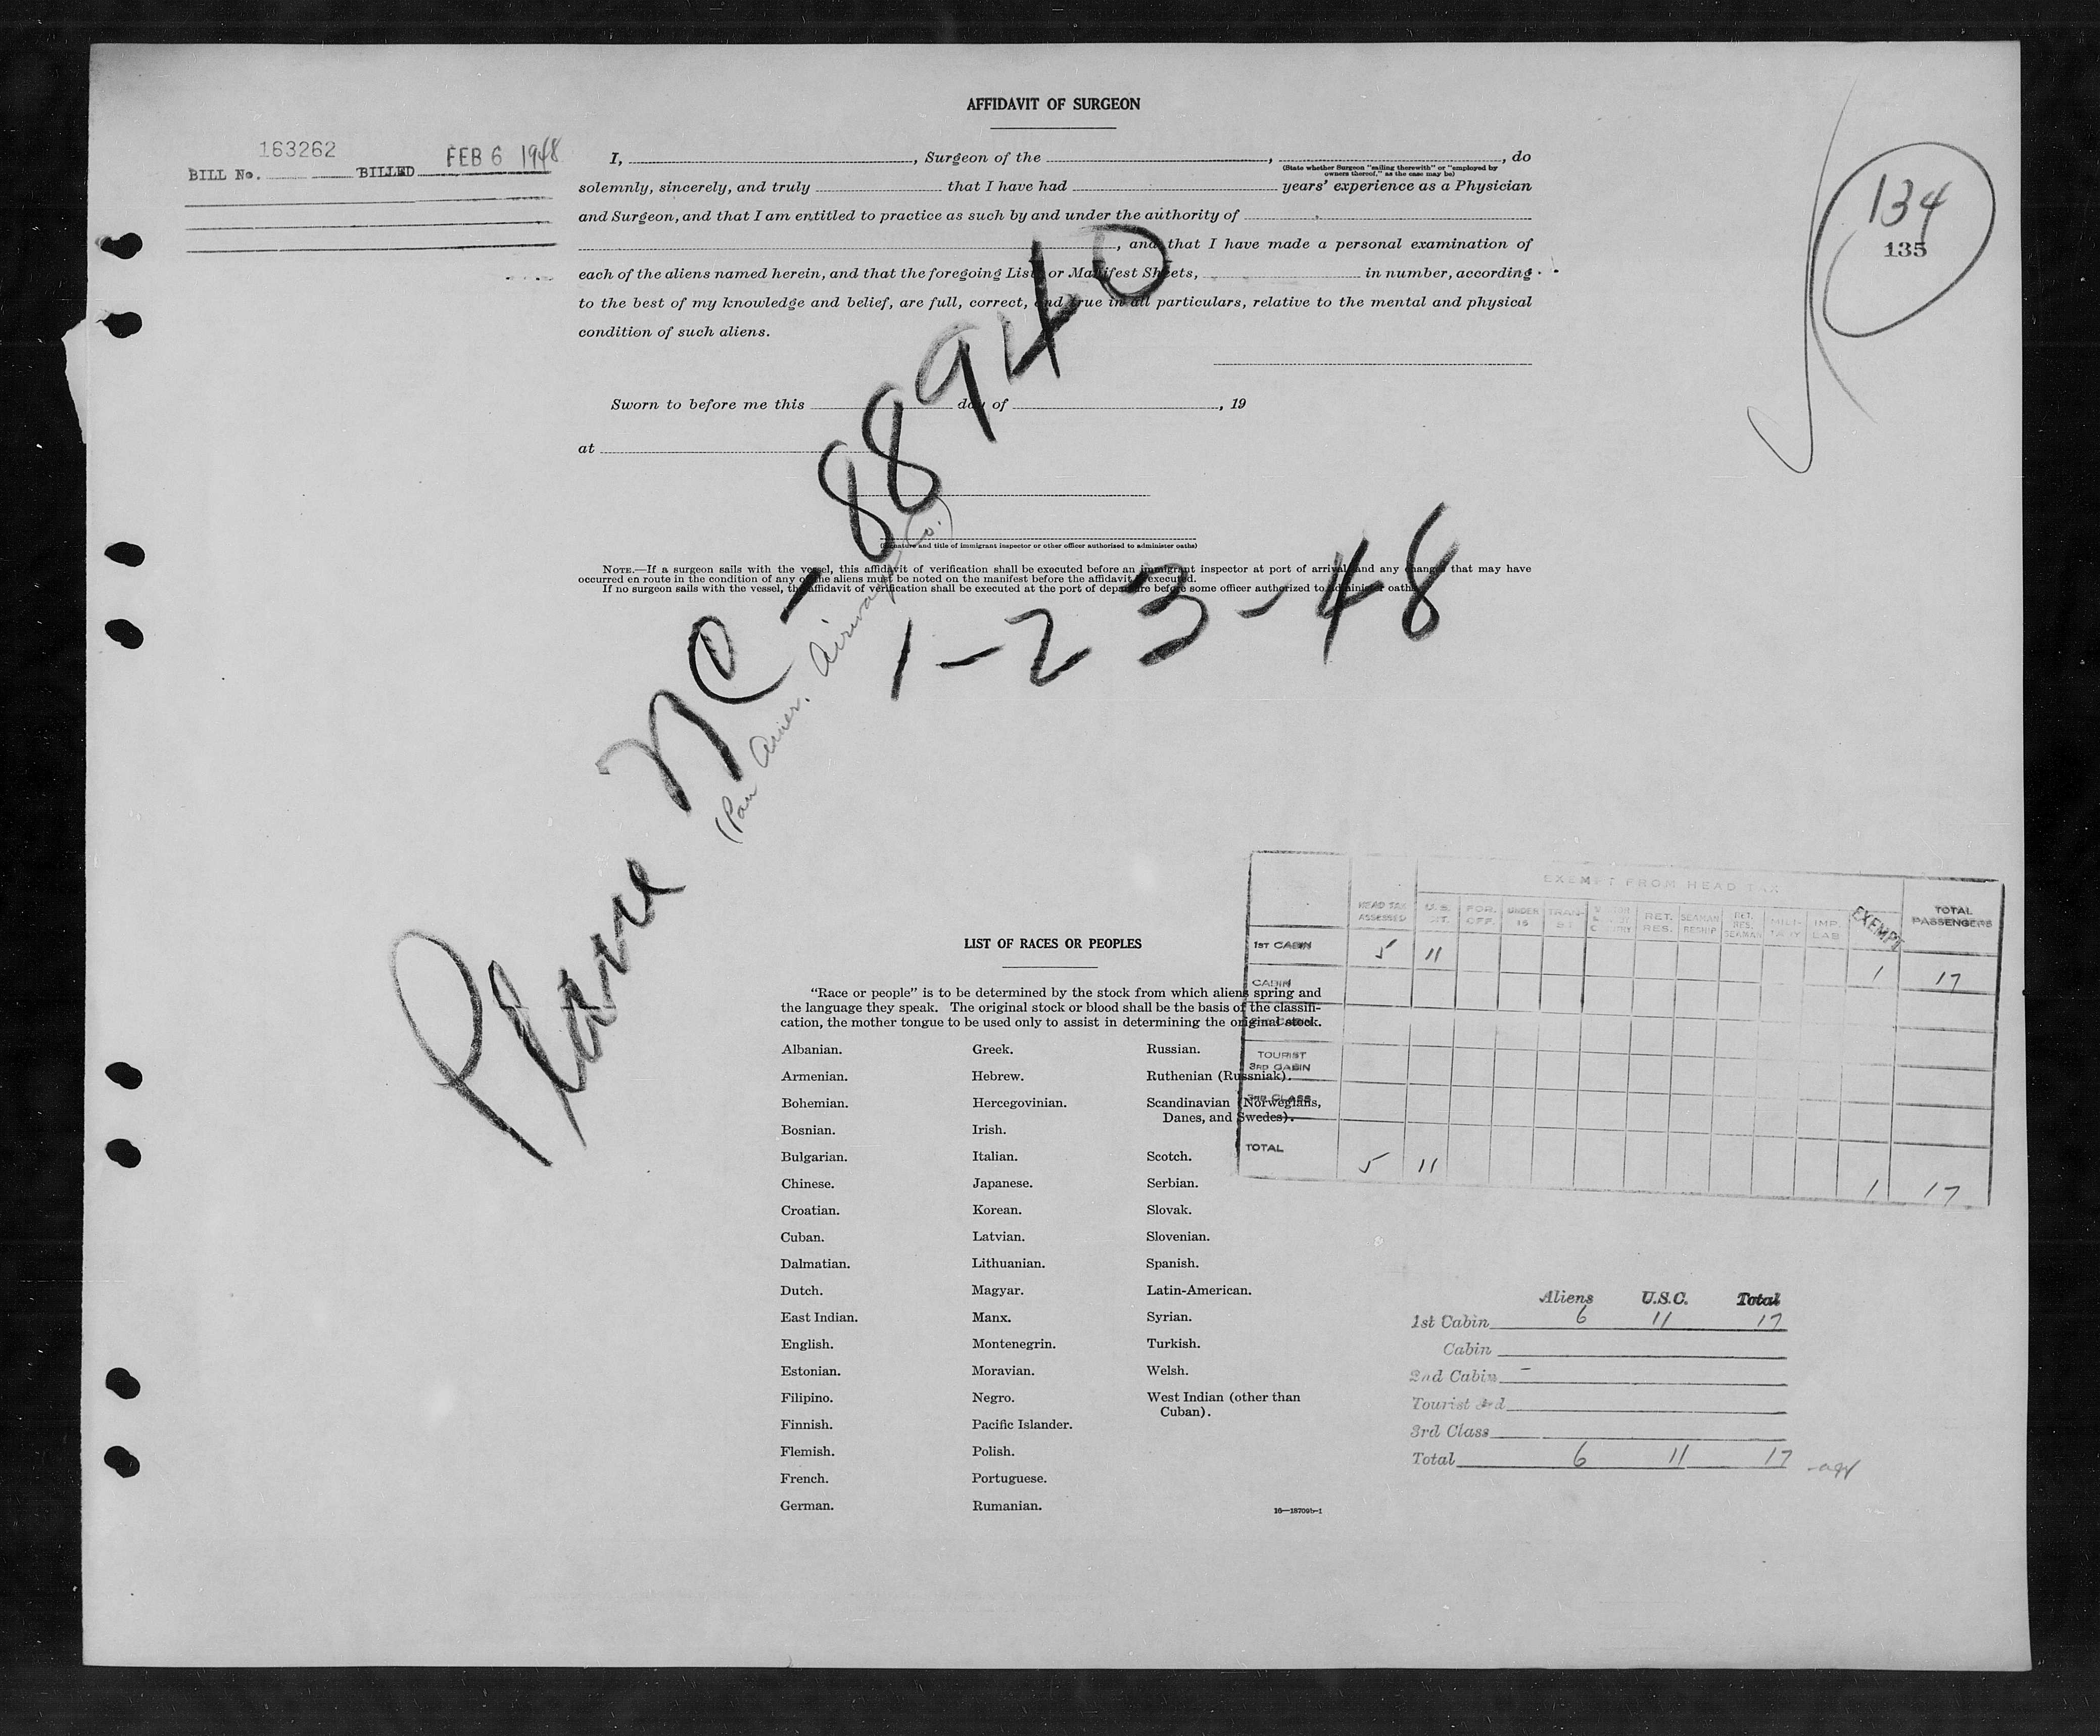 AFFIDAVIT OF SURGEON
163262
BILL No. BILLED FEB 6 1948
I, , Surgeon of the , , do
(State whether Surgeon "sailing therewith" or "employed by
owners thereof," as the case may be)
solemnly, sincerely, and truly that I have had years' experience as a Physician
and Surgeon, and that I am entitled to practice as such by and under the authority of
, and that I have made a personal examination of
each of the aliens named herein, and that the foregoing Lists or Manifest Sheets, in number, according
to the best of my knowledge and belief, are full, correct, and true in all particulars, relative to the mental and physical
condition of such aliens.
134
135
Sworn to before me this day of , 19
at
(Signature and title of immigrant inspector or other officer authorized to administer oaths)
NOTE.—If a surgeon sails with the vessel, this affidavit of verification shall be executed before an immigrant inspector at port of arrival, and any changes that may have
occurred en route in the condition of any of the aliens must be noted on the manifest before the affidavit is executed.
If no surgeon sails with the vessel, the affidavit of verification shall be executed at the port of departure before some officer authorized to administer oaths.
Plane NC-88940
(Pan Amer. Airways Co.)
1-23-48
EXEMPT FROM HEAD TAX
HEAD TAX ASSESSED
U.S. CIT.
FOR. OFF.
UNDER 16
TRANSIT
RET. RES.
SEAMAN RESHIP
RET. RES. SEAMAN
MILITARY
IMP. LAB
EXEMPT
TOTAL PASSENGERS
1ST CABIN 5 11 1 17
CABIN
2ND CABIN
TOURIST
3RD CABIN
3RD CLASS
TOTAL 5 11 1 17
LIST OF RACES OR PEOPLES
"Race or people" is to be determined by the stock from which aliens spring and
the language they speak. The original stock or blood shall be the basis of the classifi-
cation, the mother tongue to be used only to assist in determining the original stock.
Albanian.
Armenian.
Bohemian.
Bosnian.
Bulgarian.
Chinese.
Croatian.
Cuban.
Dalmatian.
Dutch.
East Indian.
English.
Estonian.
Filipino.
Finnish.
Flemish.
French.
German.
Greek.
Hebrew.
Hercegovinian.
Irish.
Italian.
Japanese.
Korean.
Latvian.
Lithuanian.
Magyar.
Manx.
Montenegrin.
Moravian.
Negro.
Pacific Islander.
Polish.
Portuguese.
Rumanian.
Russian.
Ruthenian (Russniak).
Scandinavian (Norwegians,
Danes, and Swedes).
Scotch.
Serbian.
Slovak.
Slovenian.
Spanish.
Latin-American.
Syrian.
Turkish.
Welsh.
West Indian (other than
Cuban).
16—18709b-1
Aliens U.S.C. Total
1st Cabin 6 11 17
Cabin
2nd Cabin -
Tourist 3rd
3rd Class
Total 6 11 17